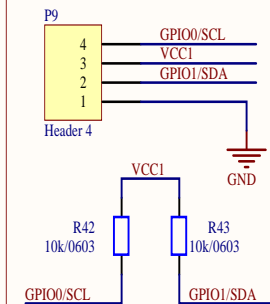 P9
4 GPIO0/SCL
3 VCC1
2 GPIO1/SDA
1
Header 4
GND
VCC1
R42 R43
10k/0603 10k/0603
GPIO0/SCL GPIO1/SDA